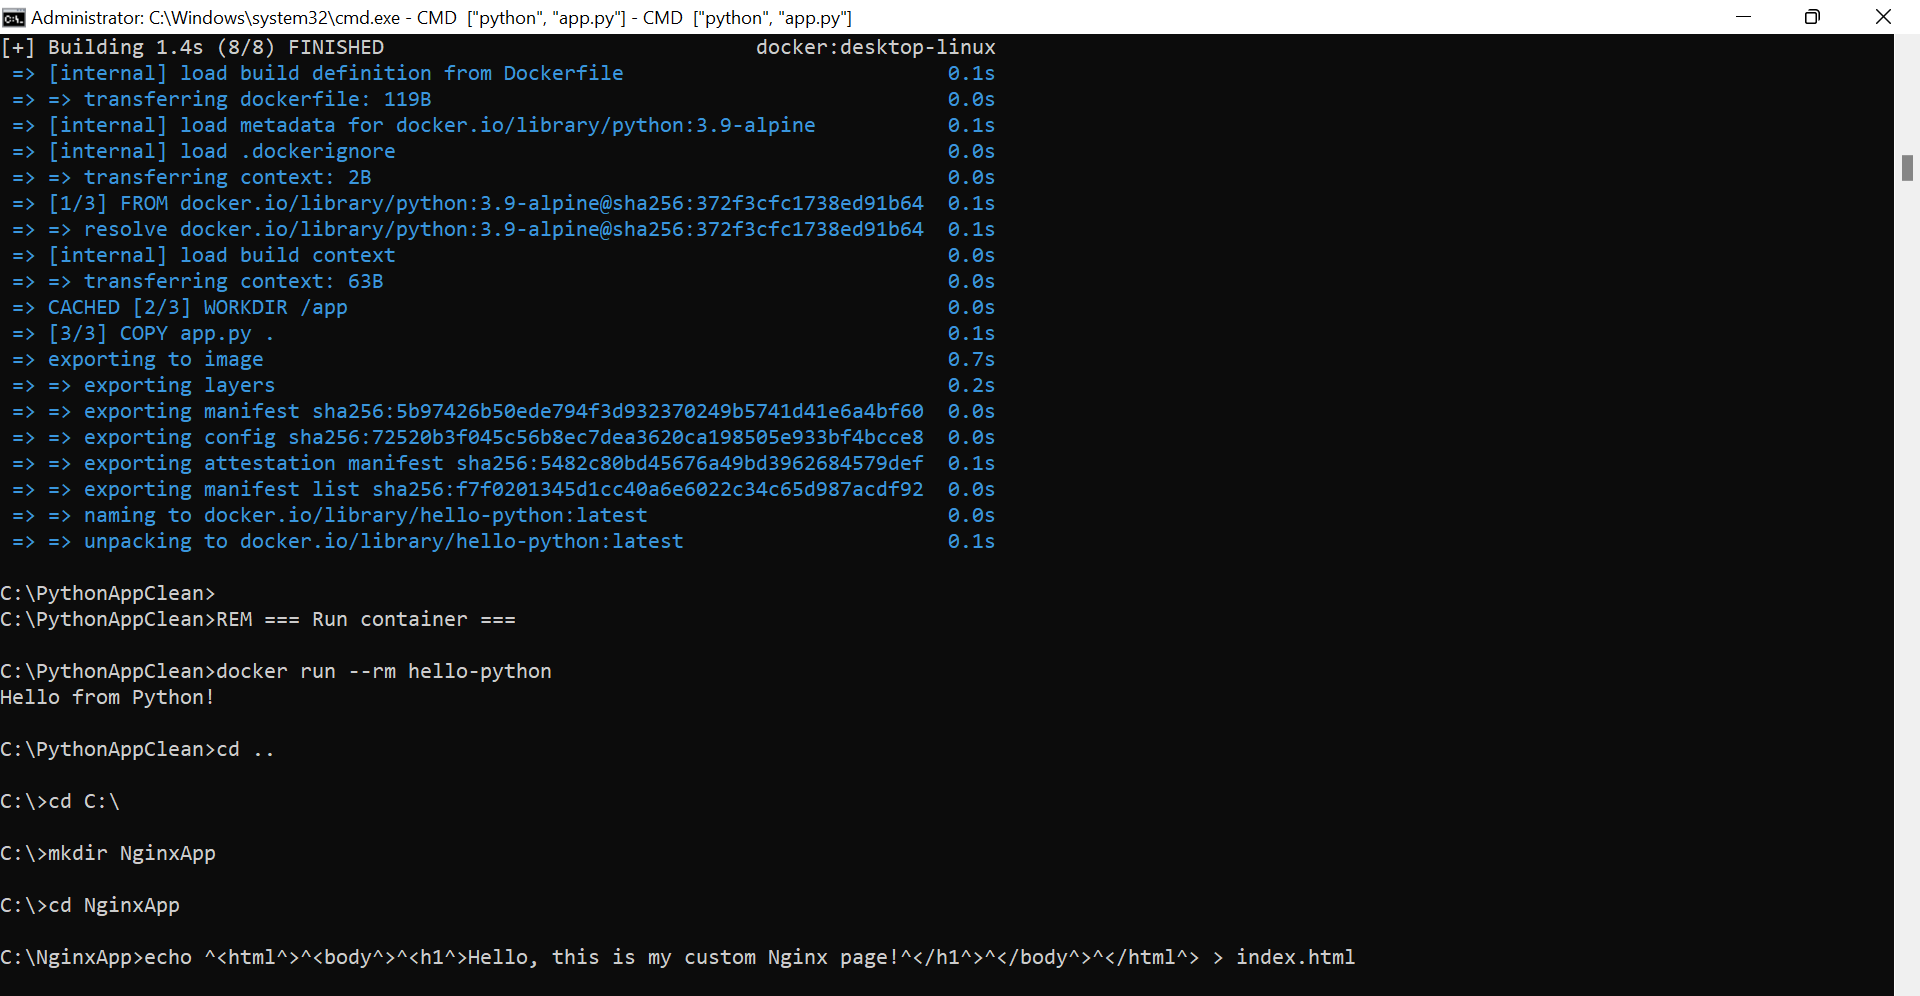 Administrator: C:\Windows\system32\cmd.exe - CMD ["python", "app.py"] - CMD ["python", "app.py"]
[+] Building 1.4s (8/8) FINISHED docker:desktop-linux
=> [internal] load build definition from Dockerfile 0.1s
=> => transferring dockerfile: 119B 0.0s
=> [internal] load metadata for docker.io/library/python:3.9-alpine 0.1s
=> [internal] load .dockerignore 0.0s
=> => transferring context: 2B 0.0s
=> [1/3] FROM docker.io/library/python:3.9-alpine@sha256:372f3cfc1738ed91b64 0.1s
=> => resolve docker.io/library/python:3.9-alpine@sha256:372f3cfc1738ed91b64 0.1s
=> [internal] load build context 0.0s
=> => transferring context: 63B 0.0s
=> CACHED [2/3] WORKDIR /app 0.0s
=> [3/3] COPY app.py . 0.1s
=> exporting to image 0.7s
=> => exporting layers 0.2s
=> => exporting manifest sha256:5b97426b50ede794f3d932370249b5741d41e6a4bf60 0.0s
=> => exporting config sha256:72520b3f045c56b8ec7dea3620ca198505e933bf4bcce8 0.0s
=> => exporting attestation manifest sha256:5482c80bd45676a49bd3962684579def 0.1s
=> => exporting manifest list sha256:f7f0201345d1cc40a6e6022c34c65d987acdf92 0.0s
=> => naming to docker.io/library/hello-python:latest 0.0s
=> => unpacking to docker.io/library/hello-python:latest 0.1s
C:\PythonAppClean>
C:\PythonAppClean>REM === Run container ===
C:\PythonAppClean>docker run --rm hello-python
Hello from Python!
C:\PythonAppClean>cd ..
C:\>cd C:\
C:\>mkdir NginxApp
C:\>cd NginxApp
C:\NginxApp>echo ^<html^>^<body^>^<h1^>Hello, this is my custom Nginx page!^</h1^>^</body^>^</html^> > index.html